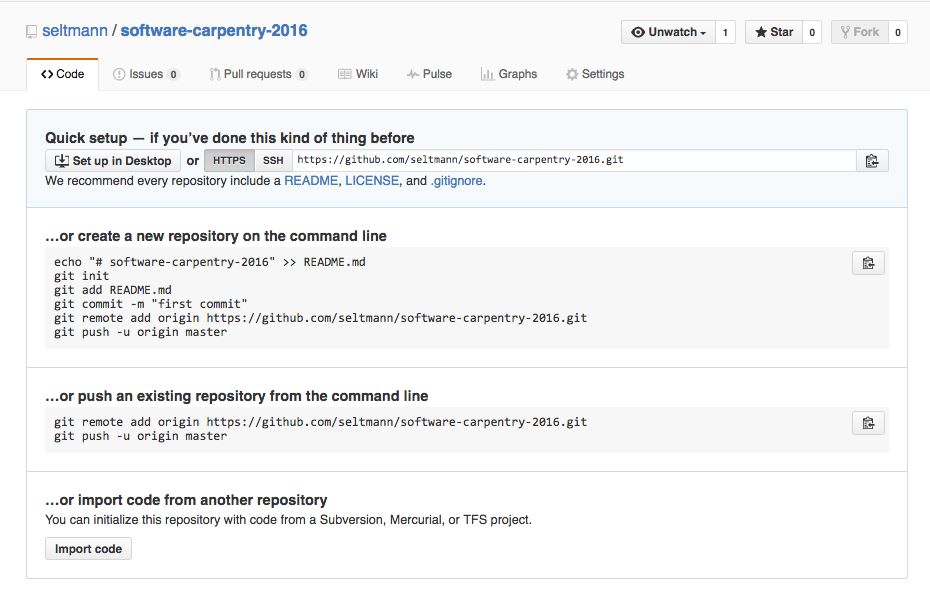 seltmann / software-carpentry-2016
Unwatch 1 Star 0 Fork 0
Code Issues 0 Pull requests 0 Wiki Pulse Graphs Settings
Quick setup — if you’ve done this kind of thing before
Set up in Desktop or HTTPS SSH https://github.com/seltmann/software-carpentry-2016.git
We recommend every repository include a README, LICENSE, and .gitignore.
…or create a new repository on the command line
echo "# software-carpentry-2016" >> README.md
git init
git add README.md
git commit -m "first commit"
git remote add origin https://github.com/seltmann/software-carpentry-2016.git
git push -u origin master
…or push an existing repository from the command line
git remote add origin https://github.com/seltmann/software-carpentry-2016.git
git push -u origin master
…or import code from another repository
You can initialize this repository with code from a Subversion, Mercurial, or TFS project.
Import code